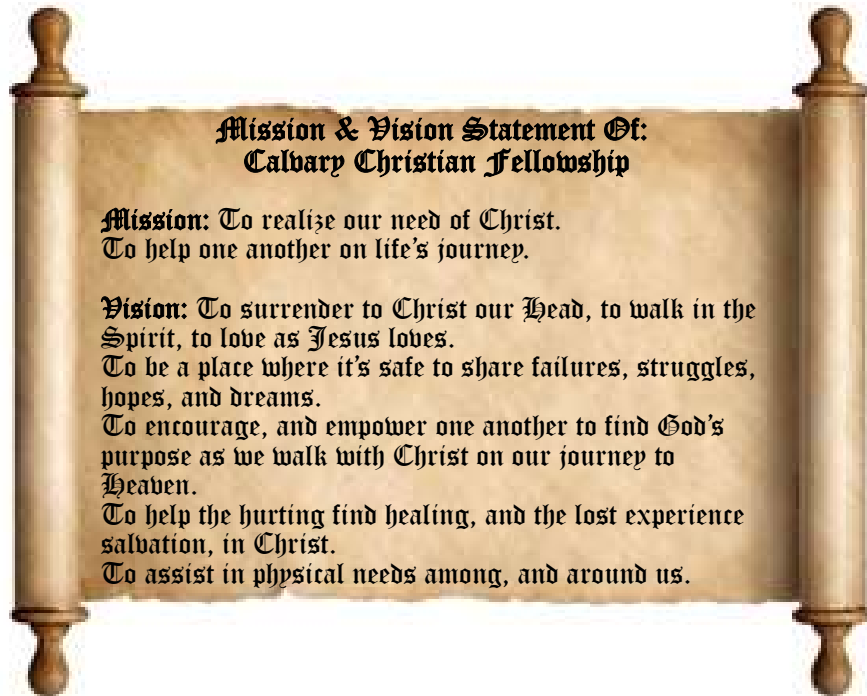 Mission & Vision Statement Of:
Calvary Christian Fellowship
Mission: To realize our need of Christ.
To help one another on life's journey.
Vision: To surrender to Christ our Head, to walk in the
Spirit, to love as Jesus loves.
To be a place where it's safe to share failures, struggles,
hopes, and dreams.
To encourage, and empower one another to find God's
purpose as we walk with Christ on our journey to
Heaven.
To help the hurting find healing, and the lost experience
salvation, in Christ.
To assist in physical needs among, and around us.